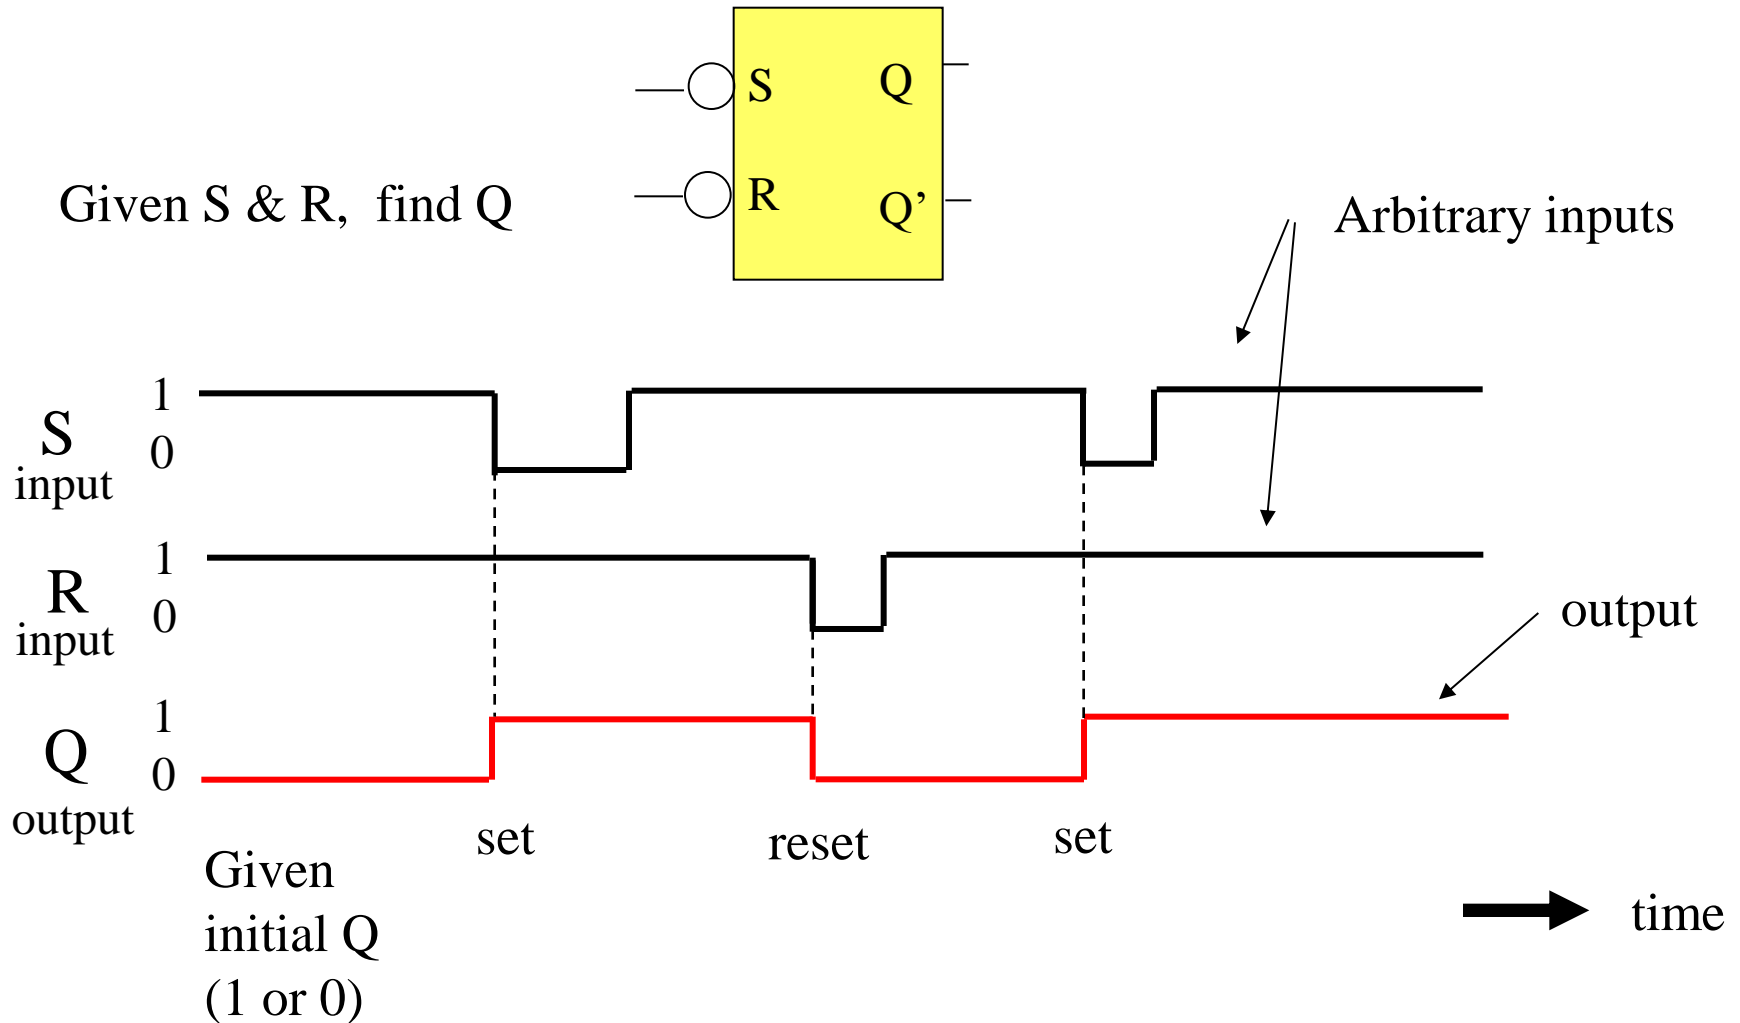 S Q
R Q’
Given S & R, find Q
Arbitrary inputs
1
S 0
input
1
R 0
input
output
1
Q 0
output
set reset set
Given
initial Q
(1 or 0)
time